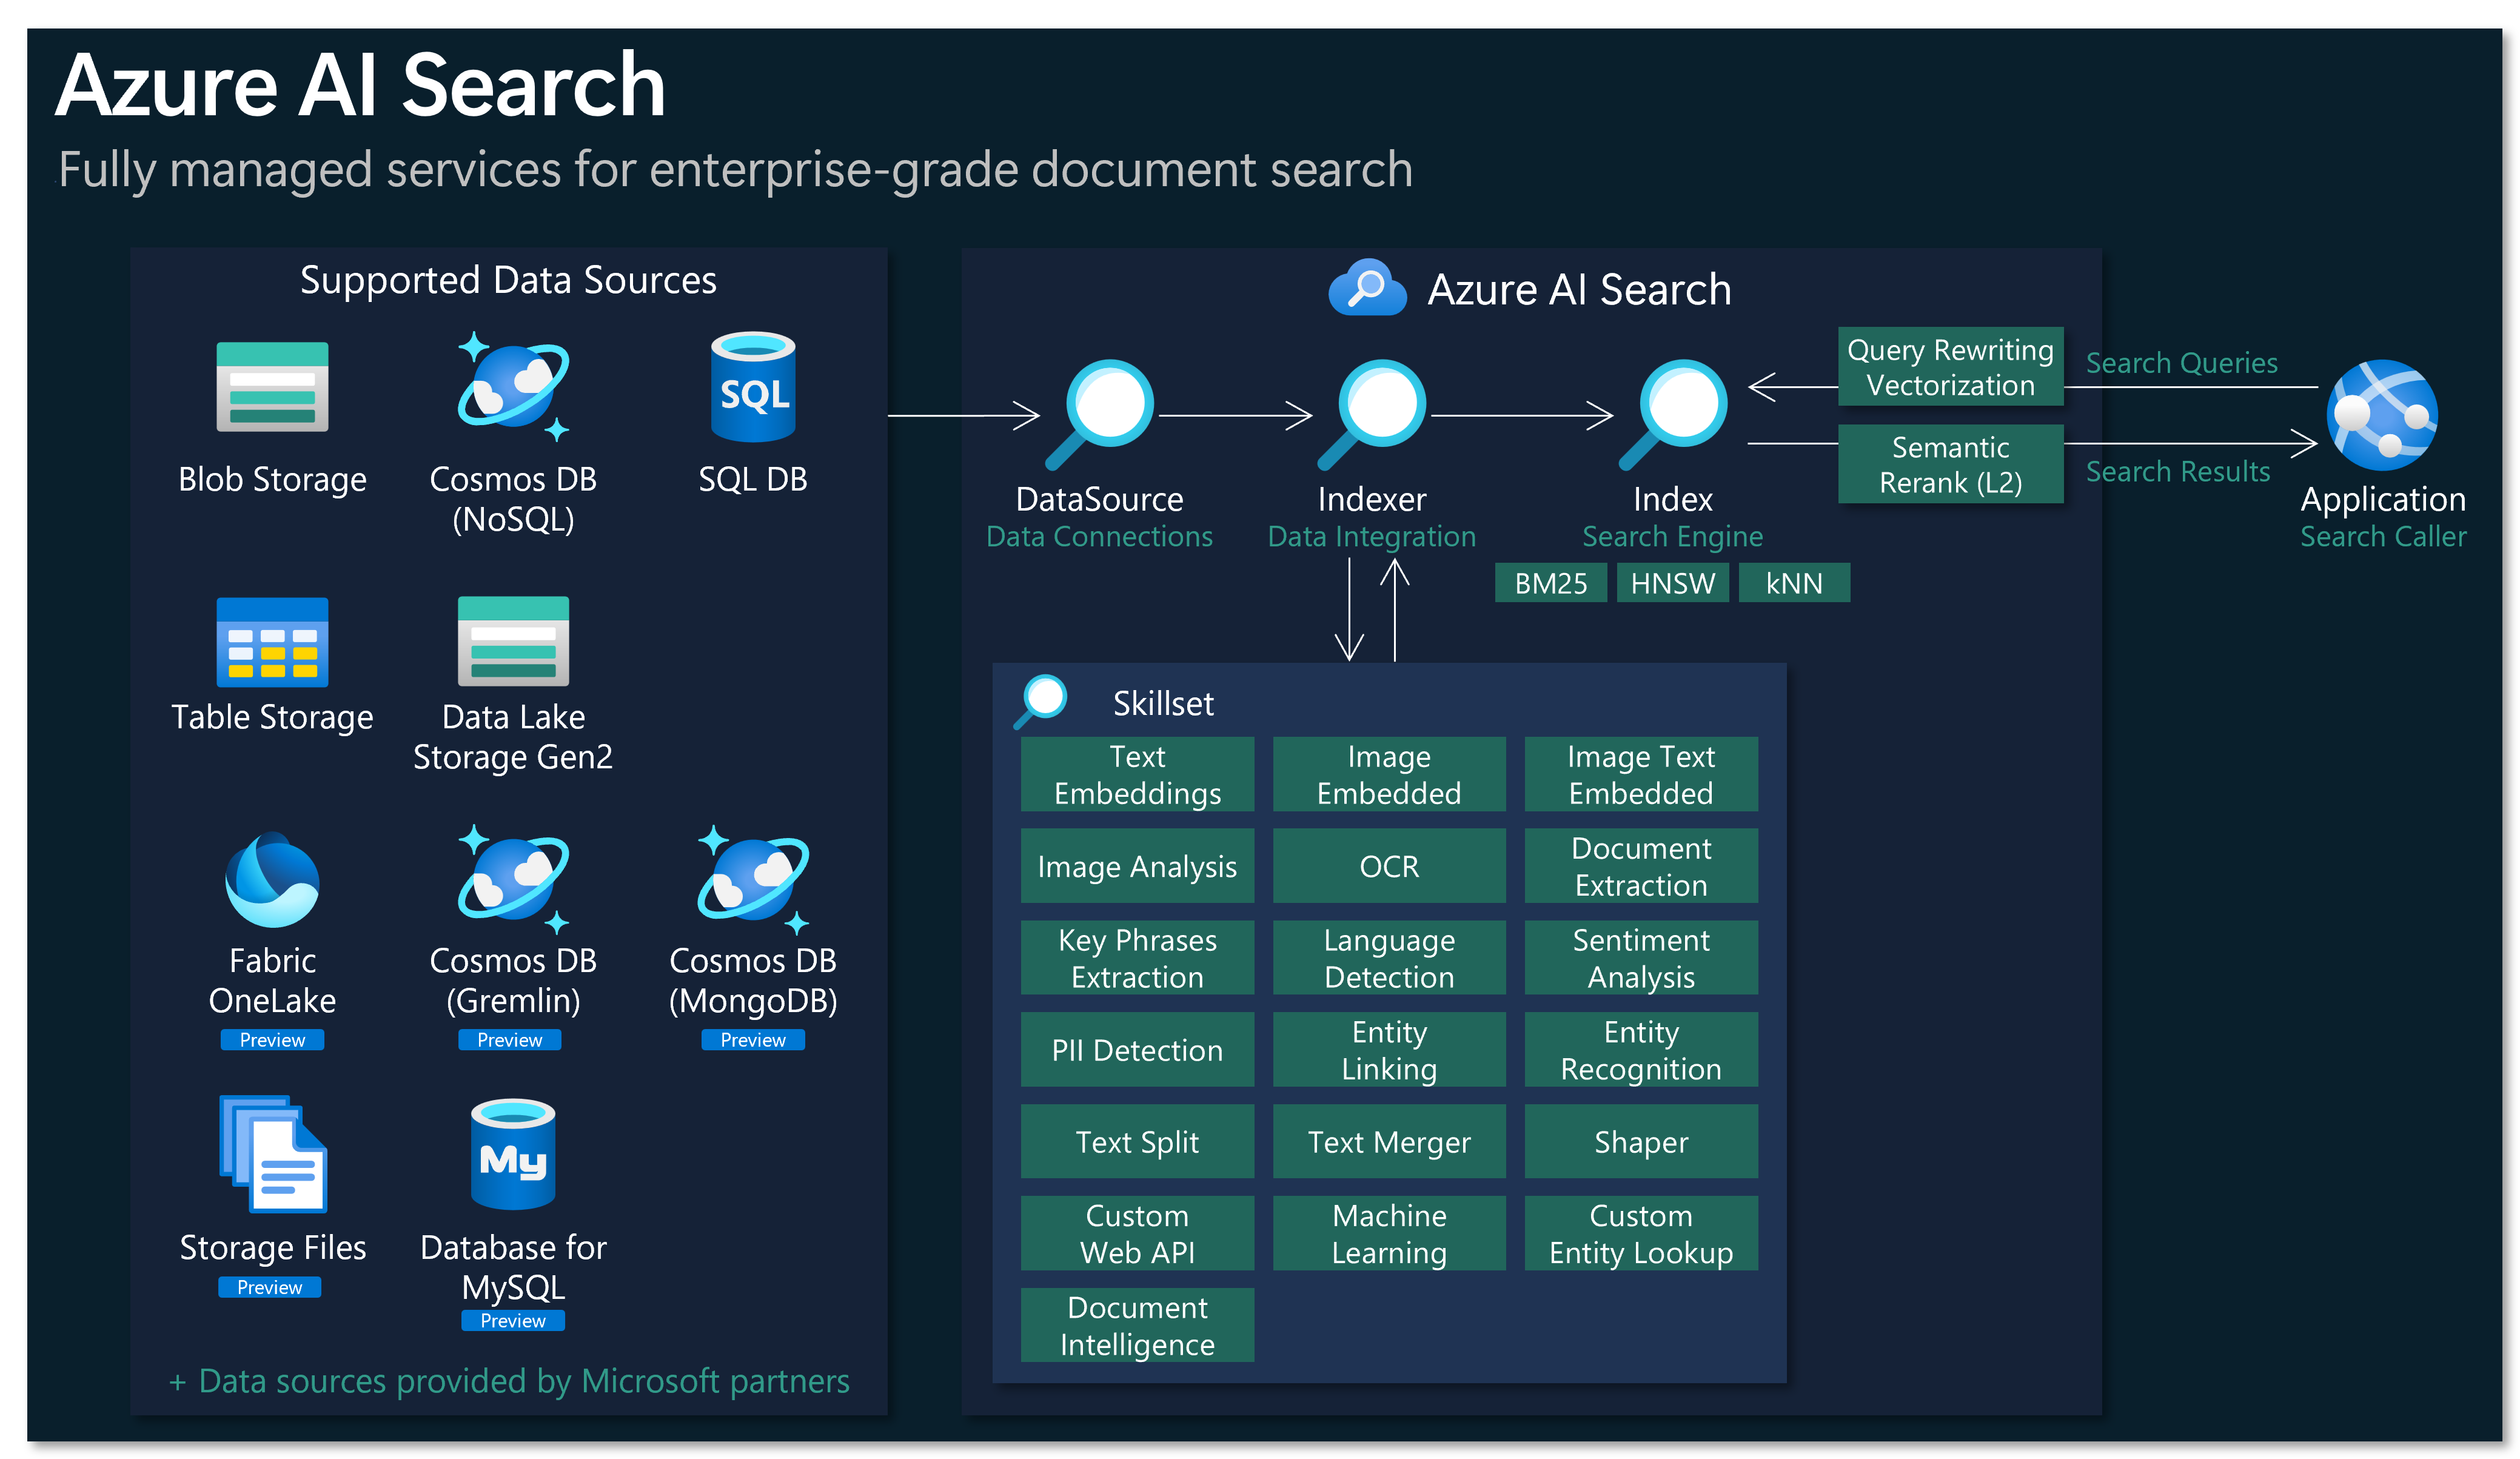 Azure AI Search
Fully managed services for enterprise-grade document search
Supported Data Sources
Blob Storage
Cosmos DB
(NoSQL)
SQL
SQL DB
Table Storage
Data Lake
Storage Gen2
Fabric
OneLake
Preview
Cosmos DB
(Gremlin)
Preview
Cosmos DB
(MongoDB)
Preview
Storage Files
Preview
My
Database for
MySQL
Preview
+ Data sources provided by Microsoft partners
Azure AI Search
DataSource
Data Connections
Indexer
Data Integration
Index
Search Engine
BM25
HNSW
kNN
Query Rewriting
Vectorization
Search Queries
Semantic
Rerank (L2)
Search Results
Application
Search Caller
Skillset
Text
Embeddings
Image
Embedded
Image Text
Embedded
Image Analysis
OCR
Document
Extraction
Key Phrases
Extraction
Language
Detection
Sentiment
Analysis
PII Detection
Entity
Linking
Entity
Recognition
Text Split
Text Merger
Shaper
Custom
Web API
Machine
Learning
Custom
Entity Lookup
Document
Intelligence